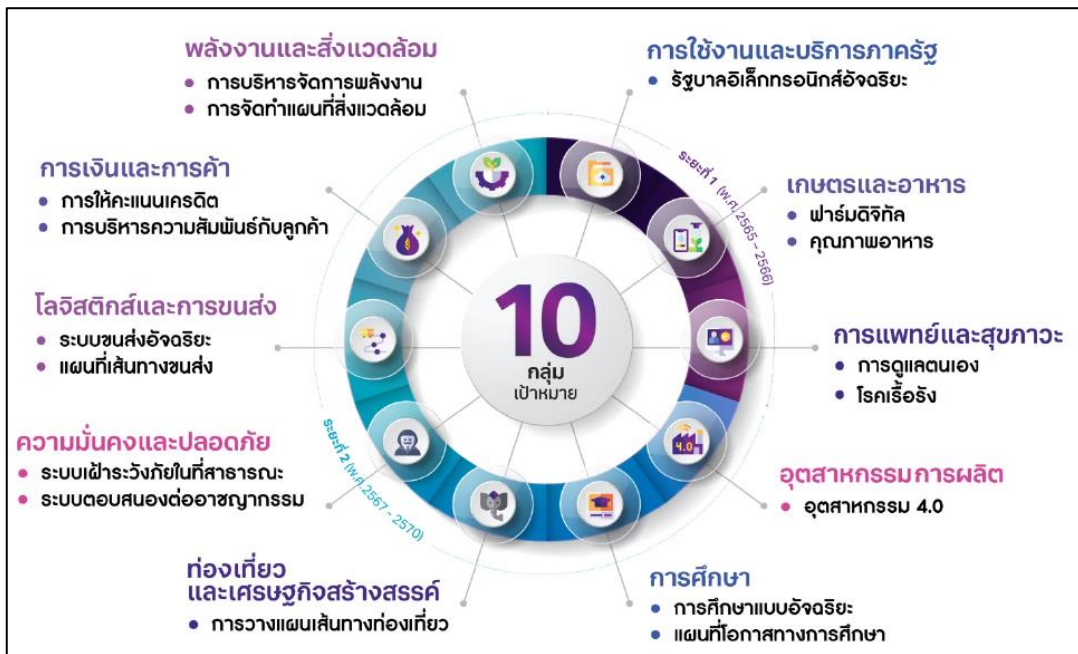 พลังงานและสิ่งแวดล้อม
• การบริหารจัดการพลังงาน
• การจัดทำแผนที่สิ่งแวดล้อม
การใช้งานและบริการภาครัฐ
• รัฐบาลอิเล็กทรอนิกส์อัจฉริยะ
การเงินและการค้า
• การให้คะแนนเครดิต
• การบริหารความสัมพันธ์กับลูกค้า
ระยะที่ 1 (พ.ศ.2565 - 2566)
เกษตรและอาหาร
• ฟาร์มดิจิทัล
• คุณภาพอาหาร
โลจิสติกส์และการขนส่ง
• ระบบขนส่งอัจฉริยะ
• แผนที่เส้นทางขนส่ง
10
กลุ่ม
เป้าหมาย
การแพทย์และสุขภาวะ
• การดูแลตนเอง
• โรคเรื้อรัง
ความมั่นคงและปลอดภัย
• ระบบเฝ้าระวังภัยในที่สาธารณะ
• ระบบตอบสนองต่ออาชญากรรม
ระยะที่ 2 (พ.ศ.2567 - 2570)
4.0
อุตสาหกรรมการผลิต
• อุตสาหกรรม 4.0
ท่องเที่ยว
และเศรษฐกิจสร้างสรรค์
• การวางแผนเส้นทางท่องเที่ยว
การศึกษา
• การศึกษาแบบอัจฉริยะ
• แผนที่โอกาสทางการศึกษา